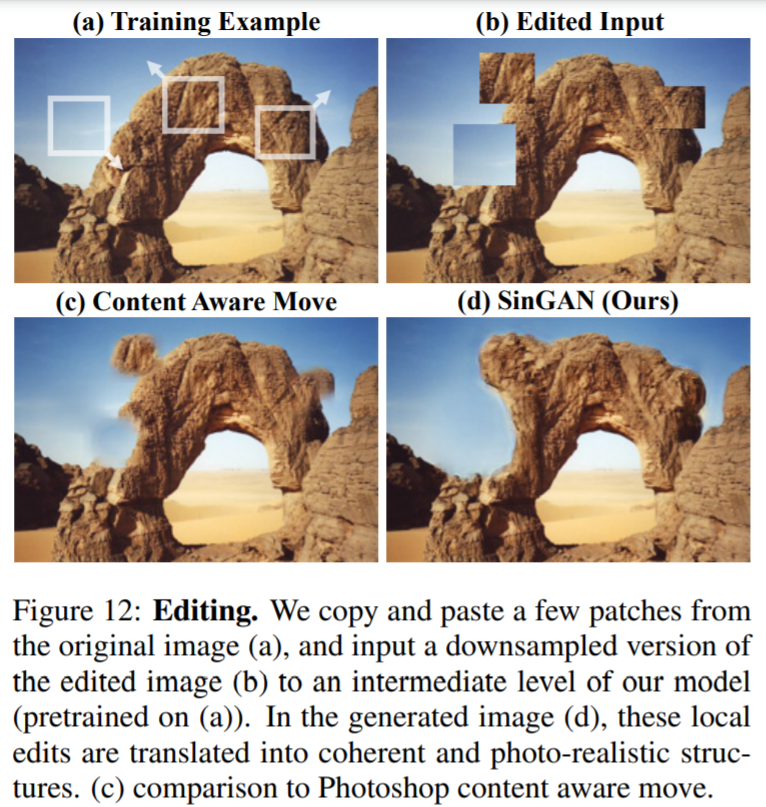 (a) Training Example
(b) Edited Input
(c) Content Aware Move
(d) SinGAN (Ours)
Figure 12: Editing. We copy and paste a few patches from
the original image (a), and input a downsampled version of
the edited image (b) to an intermediate level of our model
(pretrained on (a)). In the generated image (d), these local
edits are translated into coherent and photo-realistic struc-
tures. (c) comparison to Photoshop content aware move.